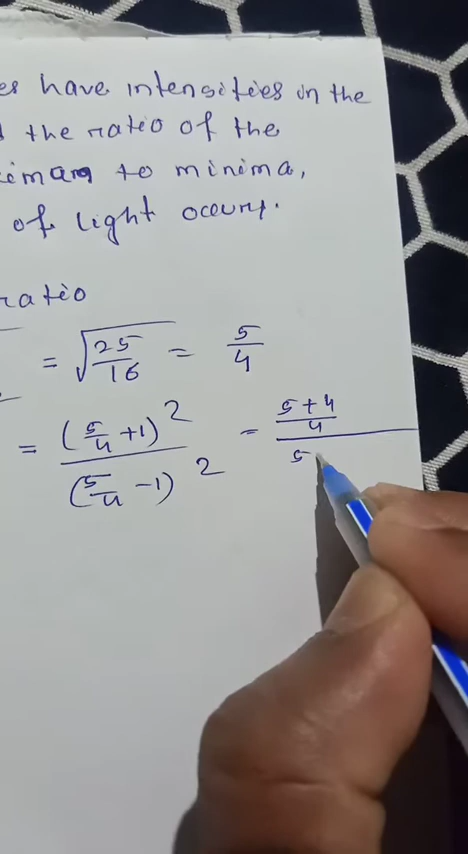 es have intensities in the
the ratio of the
to minima,
of light occurs.
ratio
= √25/16 = 5/4
= (5/4 + 1)² / (5/4 - 1)² = 5+4/4 / 5